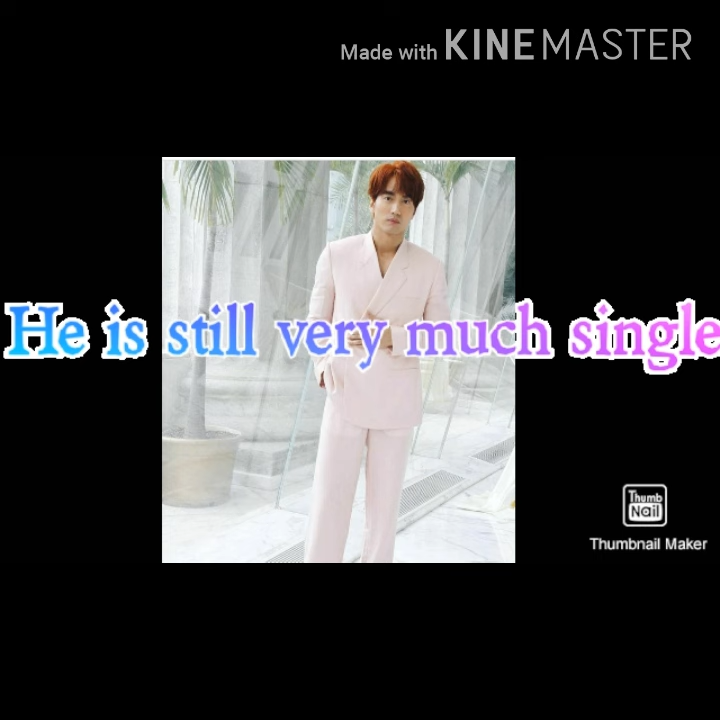 Made with KINEMASTER
He is still very much single
Thumb
Nail
Thumbnail Maker